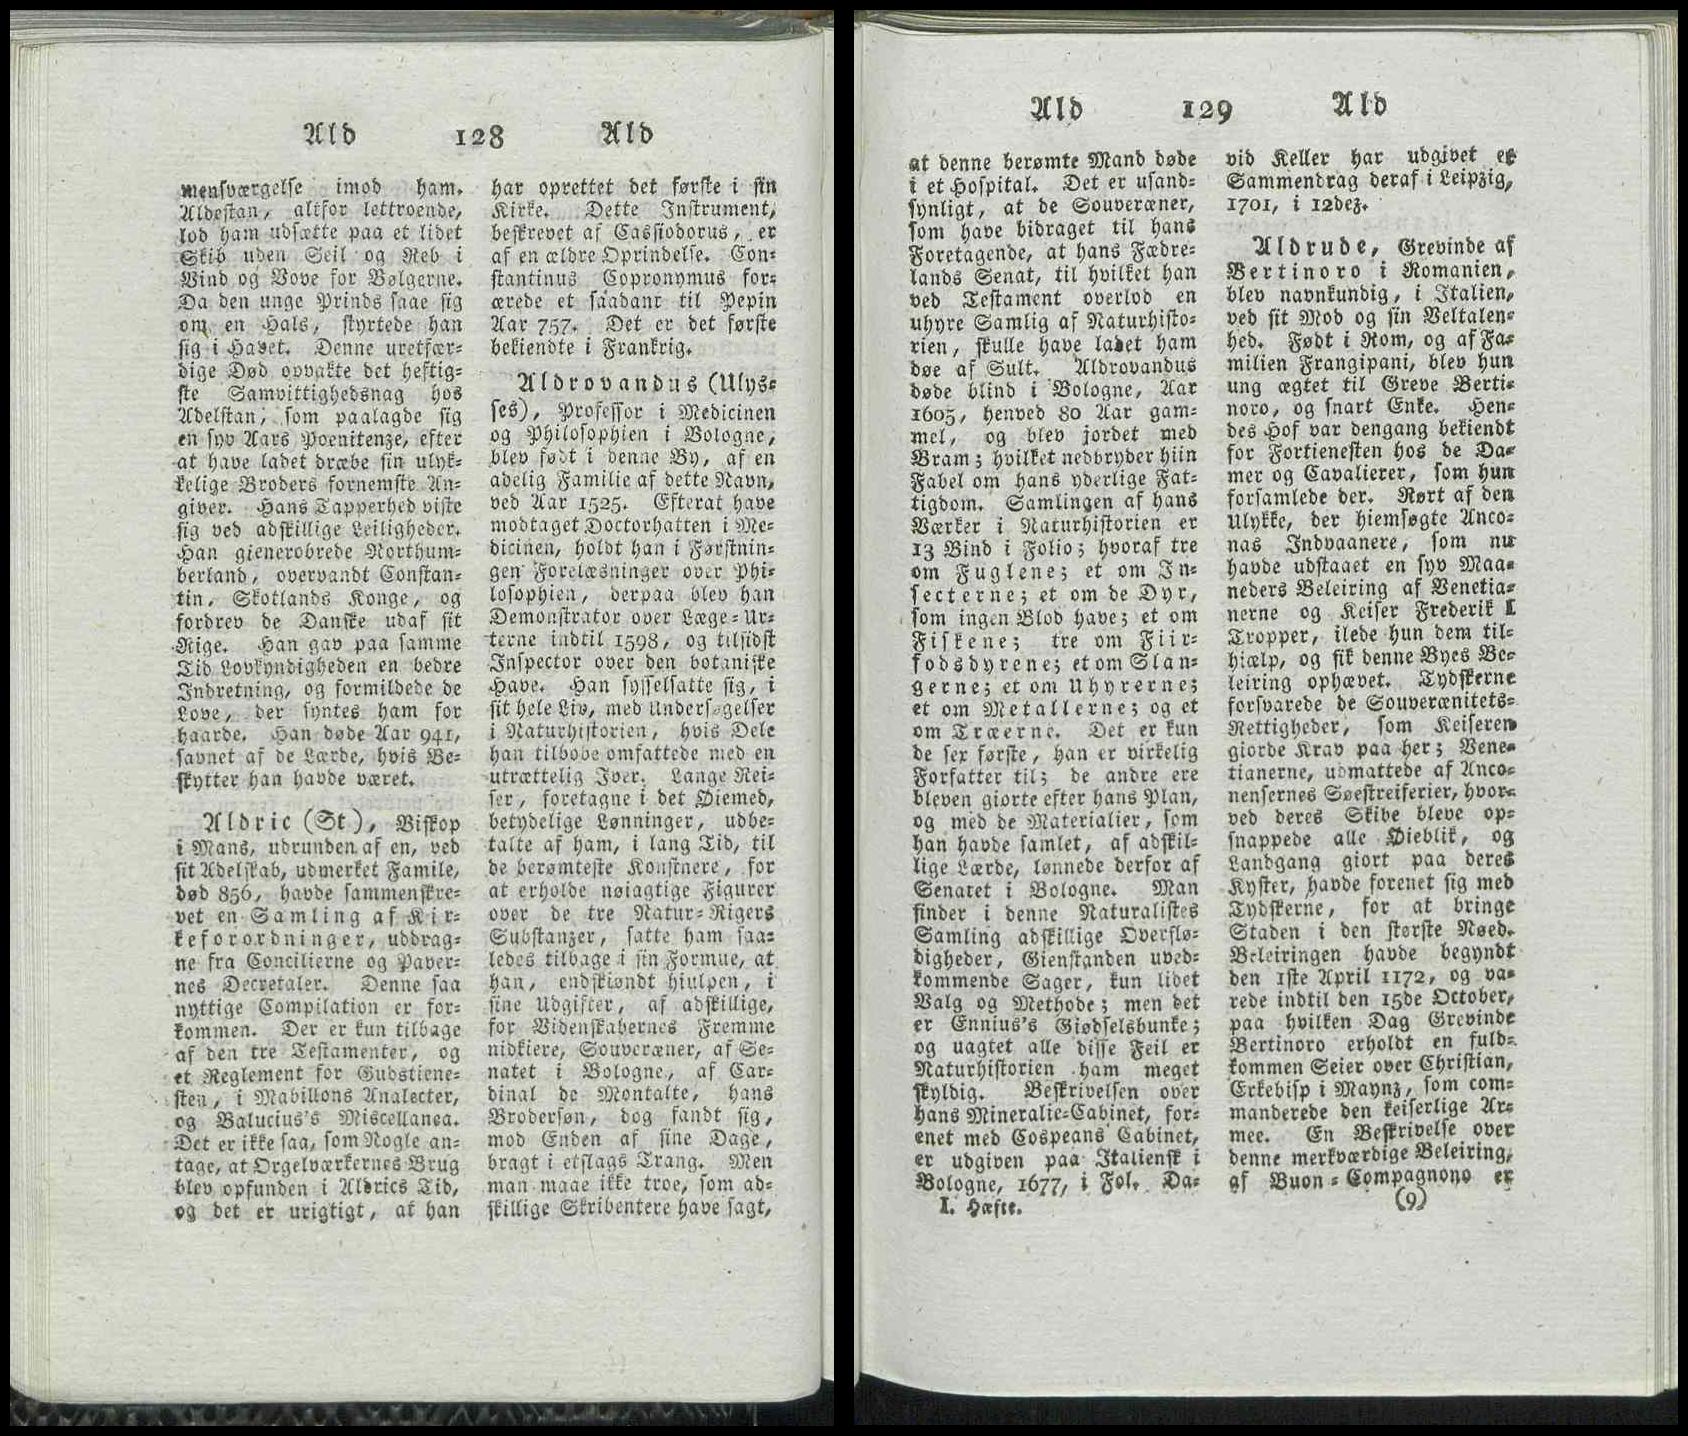 Ald 128 Ald
mensværgelse imod ham.
Aldestan, altfor lettroende,
lod ham udsætte paa et lidet
Skib uden Seil og Reb i
Vind og Vove for Bølgerne.
Da den unge Prinds saae sig
om en Hals, styrtede han
sig i Havet. Denne uretfær-
dige Død opvakte det heftig-
ste Samvittighedsnag hos
Adelstan, som paalagde sig
en syv Aars Poenitenze, efter
at have ladet dræbe sin ulyk-
kelige Broders fornemste An-
giver. Hans Tapperhed viste
sig ved adskillige Leiligheder.
Han gienerobrede Northum-
berland, overvandt Constan-
tin, Skotlands Konge, og
fordrev de Danske udaf sit
Rige. Han gav paa samme
Tid Lovkyndigheden en bedre
Indretning, og formildede de
Love, der syntes ham for
haarde. Han døde Aar 941,
savnet af de Lærde, hvis Be-
skytter han havde været.
Aldric (St), Biskop
i Mans, udrunden af en, ved
sit Adelskab, udmerket Famile,
død 856, havde sammenskre-
vet en Samling af Kir-
keforordninger, uddrag-
ne fra Concilierne og Paver-
nes Decretaler. Denne saa
nyttige Compilation er for-
kommen. Der er kun tilbage
af den tre Testamenter, og
et Reglement for Gudstiene-
sten, i Mabillons Analecter,
og Balucius's Miscellanea.
Det er ikke saa, som Nogle an-
tage, at Orgelværkernes Brug
blev opfunden i Aldrics Tid,
og det er urigtigt, at han
har oprettet det første i sin
Kirke. Dette Instrument,
beskrevet af Cassiodorus, er
af en ældre Oprindelse. Con-
stantinus Copronymus for-
ærede et saadant til Pepin
Aar 757. Det er det første
bekiendte i Frankrig.
Aldrovandus (Ulys-
ses), Professor i Medicinen
og Philosophien i Bologne,
blev født i denne By, af en
adelig Familie af dette Navn,
ved Aar 1525. Efterat have
modtaget Doctorhatten i Me-
dicinen, holdt han i Førstnin-
gen Forelæsninger over Phi-
losophien, derpaa blev han
Demonstrator over Læge-Ur-
terne indtil 1598, og tilsidst
Inspector over den botaniske
Have. Han sysselsatte sig, i
sit hele Liv, med Undersøgelser
i Naturhistorien, hvis Dele
han tilbobe omfattede med en
utrættelig Iver. Lange Rei-
ser, foretagne i det Øiemed,
betydelige Lønninger, udbe-
talte af ham, i lang Tid, til
de berømteste Konstnere, for
at erholde nøiagtige Figurer
over de tre Natur-Rigers
Substanzer, satte ham saa-
ledes tilbage i sin Formue, at
han, endskiøndt hiulpen, i
sine Udgifter, af adskillige,
for Videnskabernes Fremme
nidkiere, Souveræner, af Se-
natet i Bologne, af Car-
dinal de Montalte, hans
Brodersøn, dog fandt sig,
mod Enden af sine Dage,
bragt i etslags Trang. Men
man maae ikke troe, som ad-
skillige Skribentere have sagt,
Ald 129 Ald
at denne berømte Mand døde
i et Hospital. Det er usand-
synligt, at de Souveræner,
som have bidraget til hans
Foretagende, at hans Fædre-
lands Senat, til hvilket han
ved Testament overlod en
uhyre Samlig af Naturhisto-
rien, skulle have ladet ham
døe af Sult. Aldrovandus
døde blind i Bologne, Aar
1605, henved 80 Aar gam-
mel, og blev jordet med
Bram; hvilket nedbryder hiin
Fabel om hans yderlige Fat-
tigdom. Samlingen af hans
Værker i Naturhistorien er
13 Bind i Folio; hvoraf tre
om Fuglene; et om In-
secterne; et om de Dyr,
som ingen Blod have; et om
Fiskene; tre om Fiir-
fodsdyrene; et om Slan-
gerne; et om Uhyrerne;
et om Metallerne; og et
om Træerne. Det er kun
de sex første, han er virkelig
Forfatter til; de andre ere
bleven giorte efter hans Plan,
og med de Materialier, som
han havde samlet, af adskil-
lige Lærde, lønnede derfor af
Senatet i Bologne. Man
finder i denne Naturalistes
Samling adskillige Overflø-
digheder, Gienstanden uved-
kommende Sager, kun lidet
Valg og Methode; men det
er Ennius's Giødselsbunke;
og uagtet alle disse Feil er
Naturhistorien ham meget
skyldig. Beskrivelsen over
hans Mineralie-Cabinet, for-
enet med Cospeans Cabinet,
er udgiven paa Italiensk i
Bologne, 1677, i Fol. Da-
I. Hæfte.
vid Keller har udgivet et
Sammendrag deraf i Leipzig,
1701, i 12dez.
Aldrude, Grevinde af
Bertinoro i Romanien,
blev navnkundig, i Italien,
ved sit Mod og sin Veltalen-
hed. Født i Rom, og af Fa-
milien Frangipani, blev hun
ung ægtet til Greve Berti-
noro, og snart Enke. Hen-
des Hof var dengang bekiendt
for Fortienesten hos de Da-
mer og Cavalierer, som hun
forsamlede der. Rørt af den
Ulykke, der hiemsøgte Anco-
nas Indvaanere, som nu
havde udstaaet en syv Maa-
neders Beleiring af Venetia-
nerne og Keiser Frederik I.
Tropper, ilede hun dem til-
hiælp, og fik denne Byes Be-
leiring ophævet. Tydskerne
forsvarede de Souverænitets-
Rettigheder, som Keiseren
giorde Krav paa her; Vene-
tianerne, udmattede af Anco-
nensernes Søestreiferier, hvor-
ved deres Skibe bleve op-
snappede alle Øieblik, og
Landgang giort paa deres
Kyster, havde forenet sig med
Tydskerne, for at bringe
Staden i den største Nøed.
Beleiringen havde begyndt
den 1ste April 1172, og va-
rede indtil den 15de October,
paa hvilken Dag Grevinde
Bertinoro erholdt en fuld-
kommen Seier over Christian,
Erkebisp i Maynz, som com-
manderede den keiserlige Ar-
mee. En Beskrivelse over
denne merkværdige Beleiring,
af Buon-Compagnono er
(9)